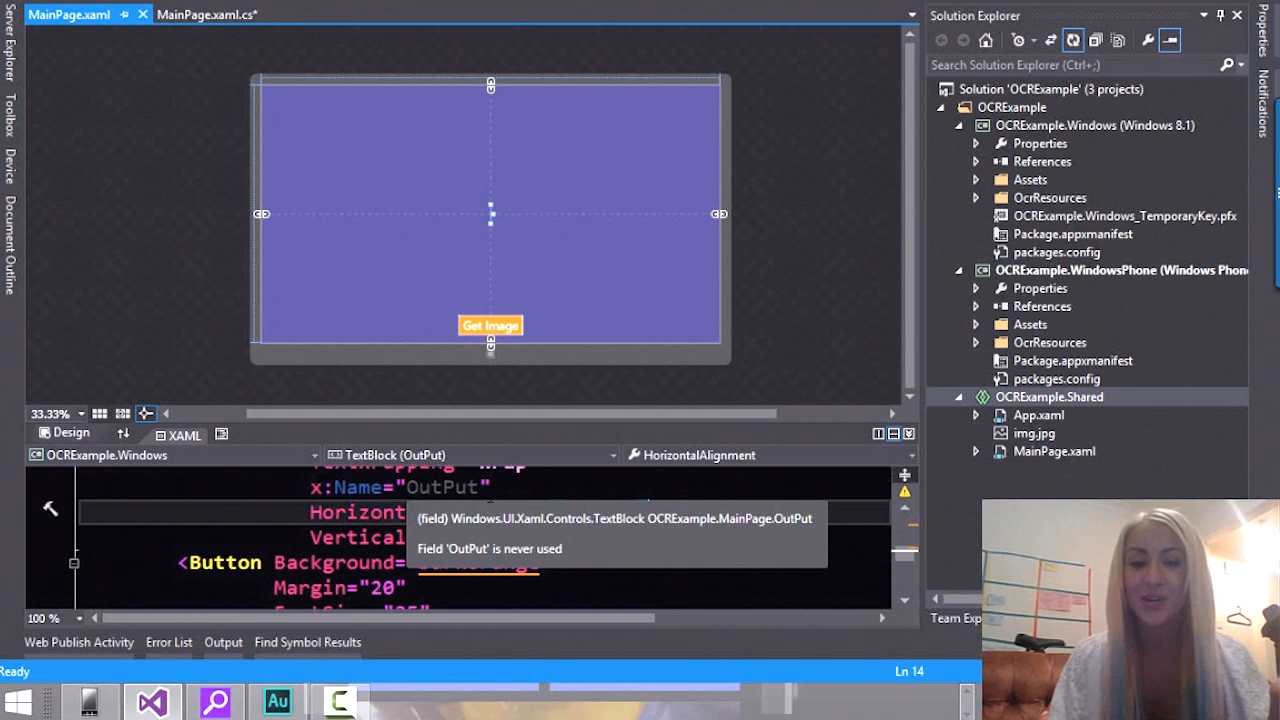 MainPage.xaml
MainPage.xaml.cs*
Server Explorer
Toolbox
Device
Document Outline
Get Image
33.33%
Design
XAML
OCRExample.Windows
TextBlock (OutPut)
HorizontalAlignment
x:Name="OutPut"
Horizont
Vertical
(field) Windows.UI.Xaml.Controls.TextBlock OCRExample.MainPage.OutPut
Field 'OutPut' is never used
<Button Background=
Margin="20"
100 %
Web Publish Activity
Error List
Output
Find Symbol Results
Ready
Ln 14
Solution Explorer
Search Solution Explorer (Ctrl+;)
Solution 'OCRExample' (3 projects)
OCRExample
OCRExample.Windows (Windows 8.1)
Properties
References
Assets
OcrResources
OCRExample.Windows_TemporaryKey.pfx
Package.appxmanifest
packages.config
OCRExample.WindowsPhone (Windows Phon
Properties
References
Assets
OcrResources
Package.appxmanifest
packages.config
OCRExample.Shared
App.xaml
img.jpg
MainPage.xaml
Team Exp
Properties
Notifications
Au
C